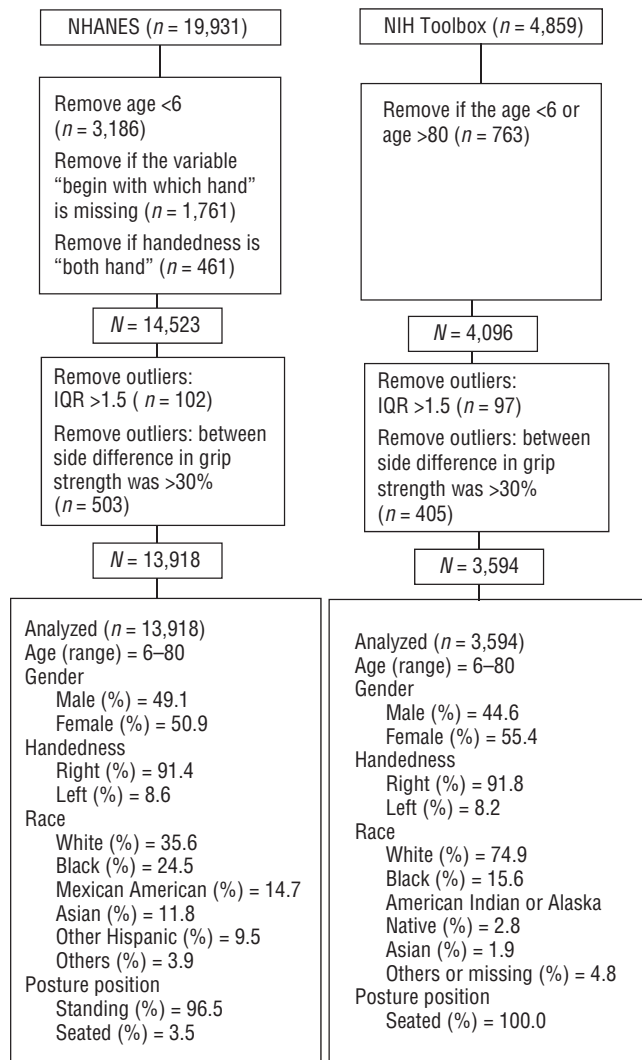 NHANES (n = 19,931)
Remove age <6
(n = 3,186)
Remove if the variable
“begin with which hand”
is missing (n = 1,761)
Remove if handedness is
“both hand” (n = 461)
N = 14,523
Remove outliers:
IQR >1.5 ( n = 102)
Remove outliers: between
side difference in grip
strength was >30%
(n = 503)
N = 13,918
Analyzed (n = 13,918)
Age (range) = 6–80
Gender
Male (%) = 49.1
Female (%) = 50.9
Handedness
Right (%) = 91.4
Left (%) = 8.6
Race
White (%) = 35.6
Black (%) = 24.5
Mexican American (%) = 14.7
Asian (%) = 11.8
Other Hispanic (%) = 9.5
Others (%) = 3.9
Posture position
Standing (%) = 96.5
Seated (%) = 3.5
NIH Toolbox (n = 4,859)
Remove if the age <6 or
age >80 (n = 763)
N = 4,096
Remove outliers:
IQR >1.5 (n = 97)
Remove outliers: between
side difference in grip
strength was >30%
(n = 405)
N = 3,594
Analyzed (n = 3,594)
Age (range) = 6–80
Gender
Male (%) = 44.6
Female (%) = 55.4
Handedness
Right (%) = 91.8
Left (%) = 8.2
Race
White (%) = 74.9
Black (%) = 15.6
American Indian or Alaska
Native (%) = 2.8
Asian (%) = 1.9
Others or missing (%) = 4.8
Posture position
Seated (%) = 100.0